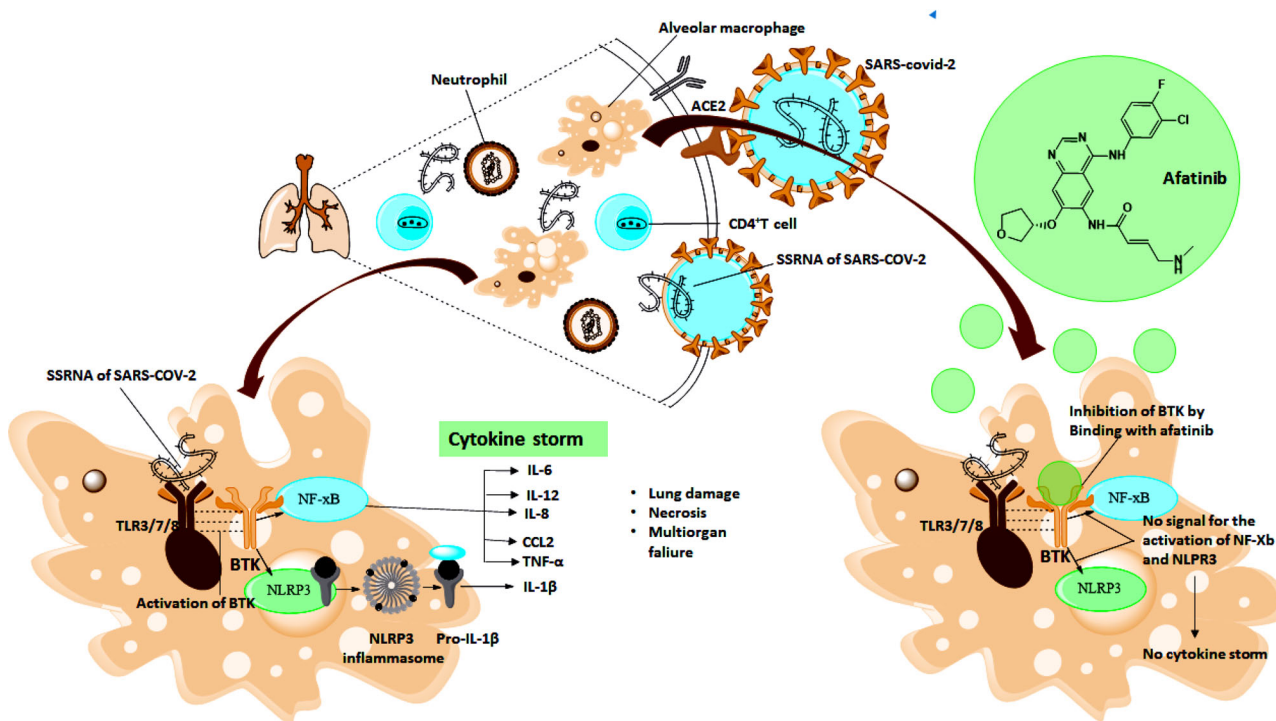 Alveolar macrophage
Neutrophil
SARS-covid-2
ACE2
F
Cl
N
N
NH
Afatinib
O
O
HN
O
N
H
CD4⁺T cell
SSRNA of SARS-COV-2
SSRNA of SARS-COV-2
Cytokine storm
IL-6
IL-12
IL-8
CCL2
TNF-α
IL-1β
• Lung damage
• Necrosis
• Multiorgan
faliure
NF-xB
TLR3/7/8
BTK
NLRP3
Activation of BTK
NLRP3
inflammasome
Pro-IL-1β
Inhibition of BTK by
Binding with afatinib
NF-xB
TLR3/7/8
BTK
NLRP3
No signal for the
activation of NF-Xb
and NLPR3
No cytokine storm